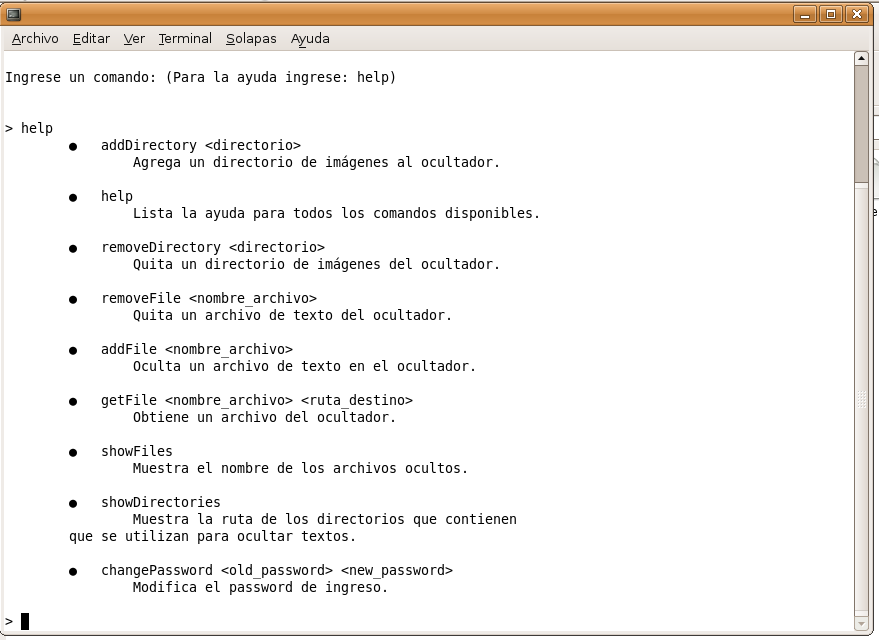 Archivo Editar Ver Terminal Solapas Ayuda
Ingrese un comando: (Para la ayuda ingrese: help)
> help
● addDirectory <directorio>
Agrega un directorio de imágenes al ocultador.
● help
Lista la ayuda para todos los comandos disponibles.
● removeDirectory <directorio>
Quita un directorio de imágenes del ocultador.
● removeFile <nombre_archivo>
Quita un archivo de texto del ocultador.
● addFile <nombre_archivo>
Oculta un archivo de texto en el ocultador.
● getFile <nombre_archivo> <ruta_destino>
Obtiene un archivo del ocultador.
● showFiles
Muestra el nombre de los archivos ocultos.
● showDirectories
Muestra la ruta de los directorios que contienen
que se utilizan para ocultar textos.
● changePassword <old_password> <new_password>
Modifica el password de ingreso.
>